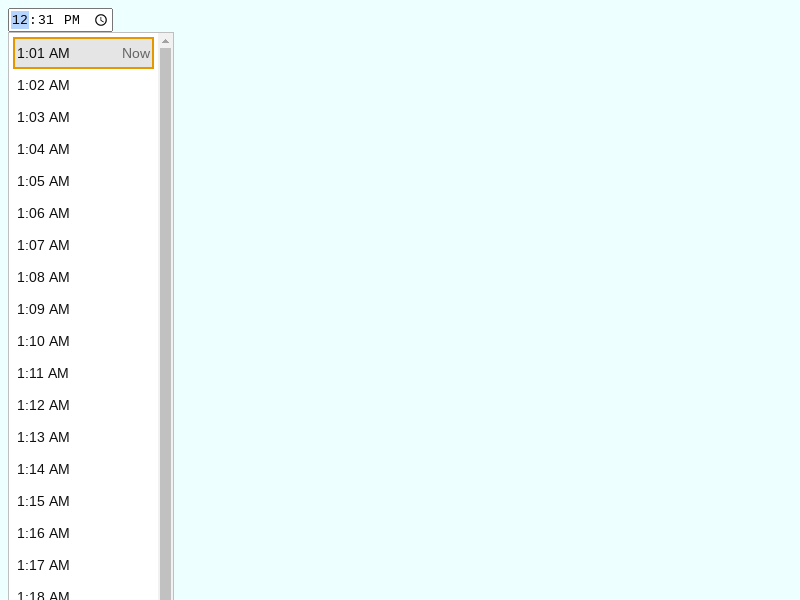 12:31 PM
1:01 AM Now
1:02 AM
1:03 AM
1:04 AM
1:05 AM
1:06 AM
1:07 AM
1:08 AM
1:09 AM
1:10 AM
1:11 AM
1:12 AM
1:13 AM
1:14 AM
1:15 AM
1:16 AM
1:17 AM
1:18 AM